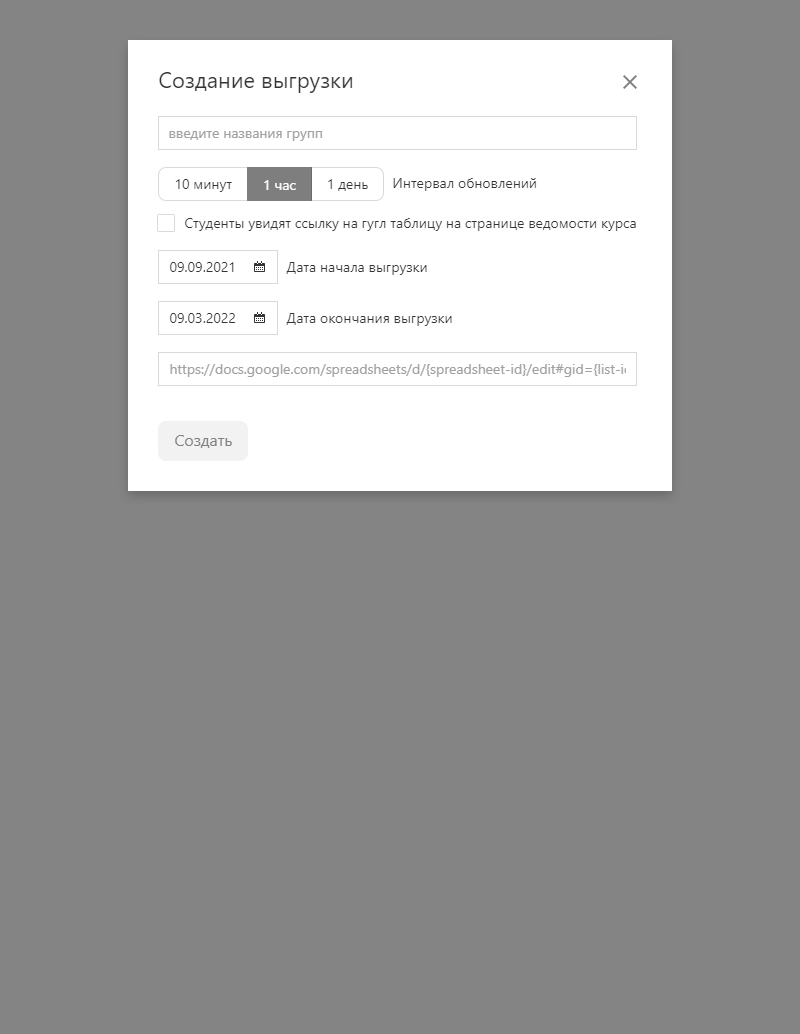 Создание выгрузки
введите названия групп
10 минут 1 час 1 день Интервал обновлений
Студенты увидят ссылку на гугл таблицу на странице ведомости курса
09.09.2021 Дата начала выгрузки
09.03.2022 Дата окончания выгрузки
https://docs.google.com/spreadsheets/d/{spreadsheet-id}/edit#gid={list-i
Создать